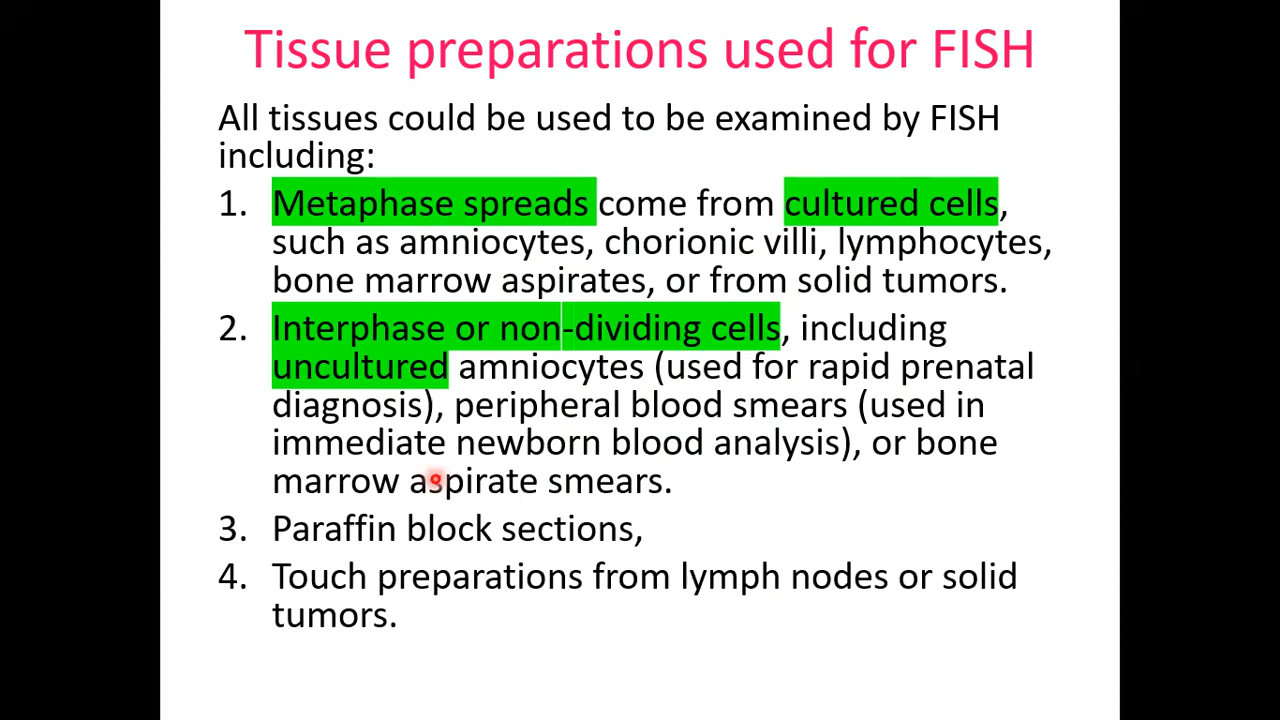 Tissue preparations used for FISH
All tissues could be used to be examined by FISH
including:
1. Metaphase spreads come from cultured cells,
such as amniocytes, chorionic villi, lymphocytes,
bone marrow aspirates, or from solid tumors.
2. Interphase or non-dividing cells, including
uncultured amniocytes (used for rapid prenatal
diagnosis), peripheral blood smears (used in
immediate newborn blood analysis), or bone
marrow aspirate smears.
3. Paraffin block sections,
4. Touch preparations from lymph nodes or solid
tumors.